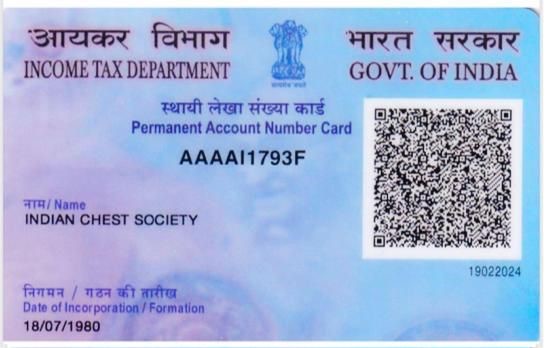 आयकर विभाग
INCOME TAX DEPARTMENT
भारत सरकार
GOVT. OF INDIA
सत्यमेव जयते
स्थायी लेखा संख्या कार्ड
Permanent Account Number Card
AAAAI1793F
नाम/ Name
INDIAN CHEST SOCIETY
19022024
निगमन / गठन की तारीख
Date of Incorporation / Formation
18/07/1980